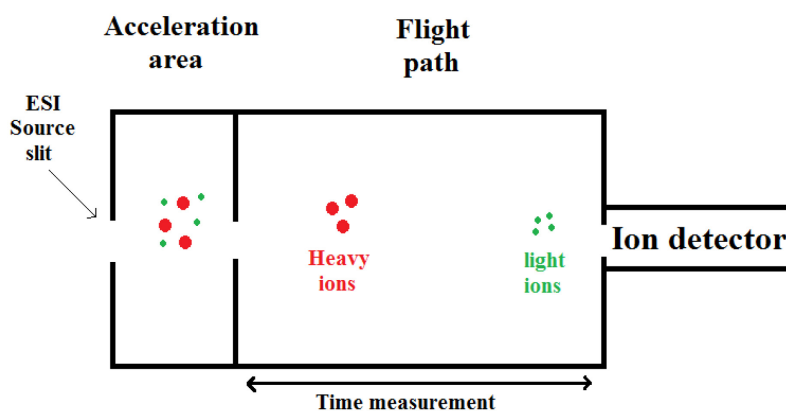 Acceleration
area
Flight
path
ESI
Source
slit
Heavy
ions
light
ions
Ion detector
Time measurement